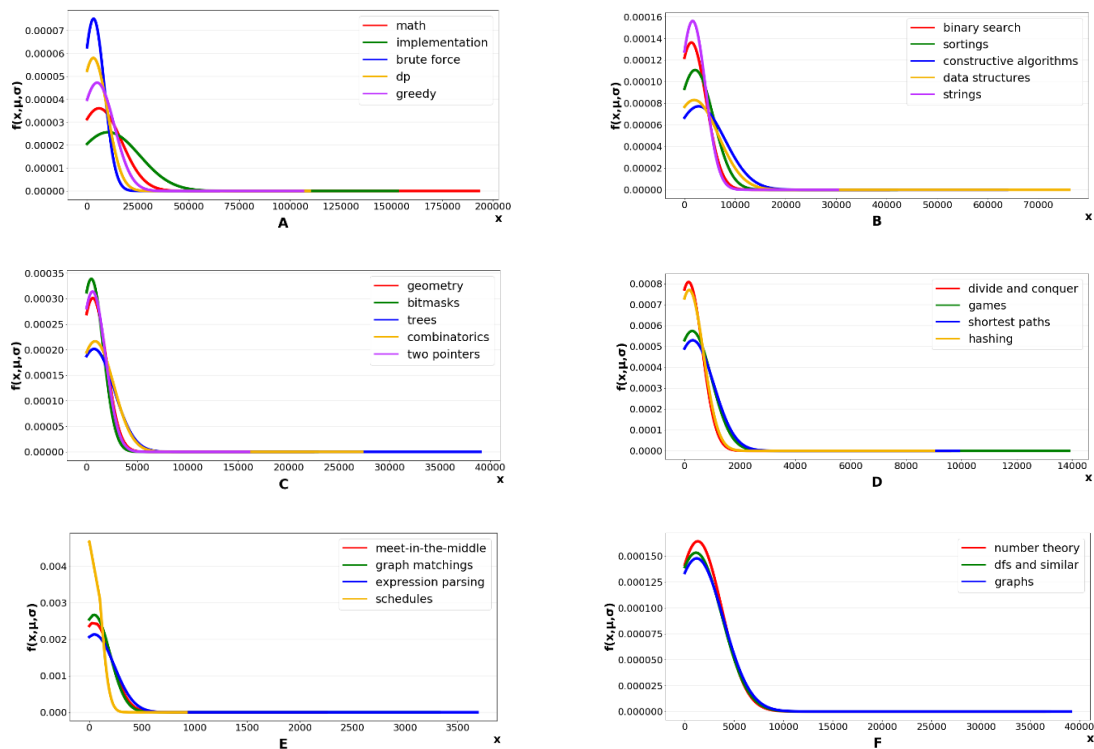 0.00007
0.00006
0.00005
0.00004
0.00003
0.00002
0.00001
0.00000
f(x,μ,σ)
math
implementation
brute force
dp
greedy
0 25000 50000 75000 100000 125000 150000 175000 200000
x
A
0.00016
0.00014
0.00012
0.00010
0.00008
0.00006
0.00004
0.00002
0.00000
f(x,μ,σ)
binary search
sortings
constructive algorithms
data structures
strings
0 10000 20000 30000 40000 50000 60000 70000
x
B
0.00035
0.00030
0.00025
0.00020
0.00015
0.00010
0.00005
0.00000
f(x,μ,σ)
geometry
bitmasks
trees
combinatorics
two pointers
0 5000 10000 15000 20000 25000 30000 35000 40000
x
C
0.0008
0.0007
0.0006
0.0005
0.0004
0.0003
0.0002
0.0001
0.0000
f(x,μ,σ)
divide and conquer
games
shortest paths
hashing
0 2000 4000 6000 8000 10000 12000 14000
x
D
0.004
0.003
0.002
0.001
0.000
f(x,μ,σ)
meet-in-the-middle
graph matchings
expression parsing
schedules
0 500 1000 1500 2000 2500 3000 3500
x
E
0.000150
0.000125
0.000100
0.000075
0.000050
0.000025
0.000000
f(x,μ,σ)
number theory
dfs and similar
graphs
0 5000 10000 15000 20000 25000 30000 35000 40000
x
F